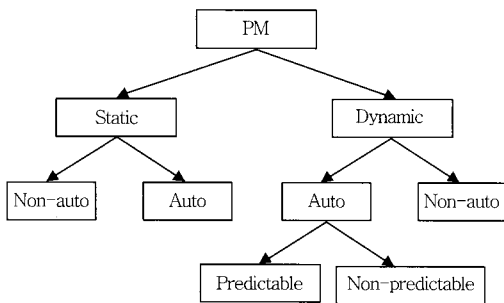 PM
Static
Dynamic
Non-auto
Auto
Auto
Non-auto
Predictable
Non-predictable